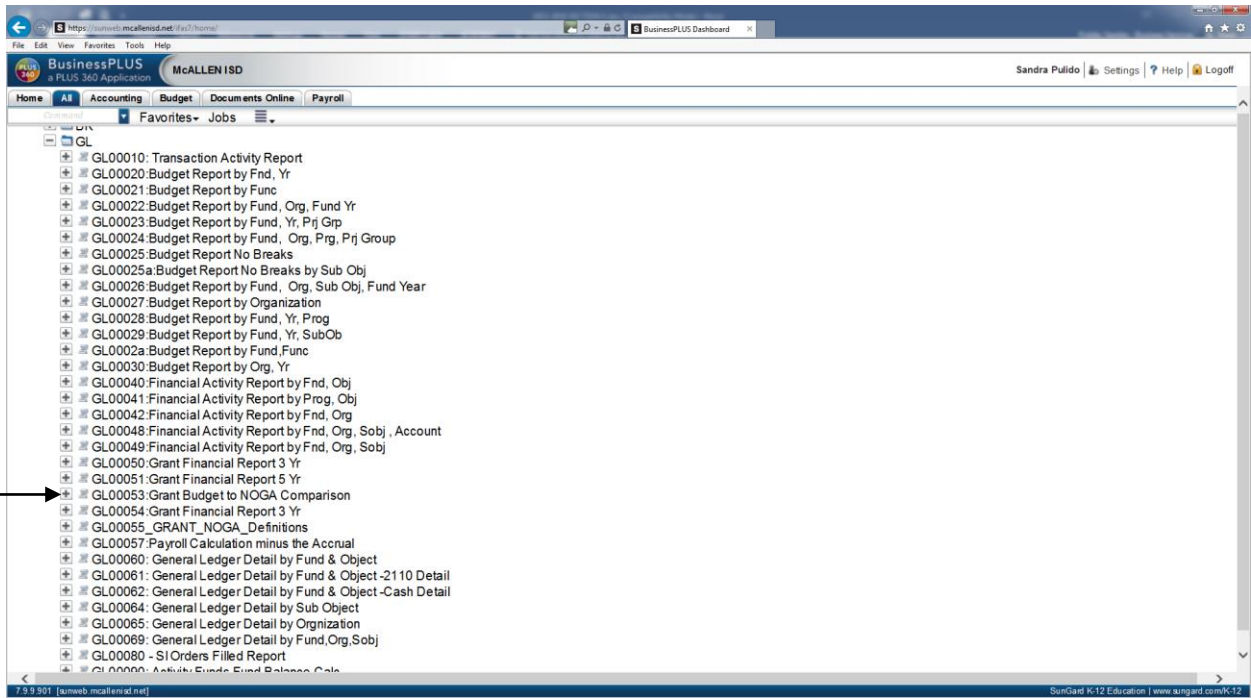 https://sunweb.mcallenisd.net/ifas7/home/
BusinessPLUS Dashboard
File Edit View Favorites Tools Help
PLUS 360
BusinessPLUS
a PLUS 360 Application
McALLEN ISD
Sandra Pulido Settings ? Help Logoff
Home All Accounting Budget Documents Online Payroll
Command Favorites Jobs
BK
GL
GL00010: Transaction Activity Report
GL00020:Budget Report by Fnd, Yr
GL00021:Budget Report by Func
GL00022:Budget Report by Fund, Org, Fund Yr
GL00023:Budget Report by Fund, Yr, Prj Grp
GL00024:Budget Report by Fund, Org, Prg, Prj Group
GL00025:Budget Report No Breaks
GL00025a:Budget Report No Breaks by Sub Obj
GL00026:Budget Report by Fund, Org, Sub Obj, Fund Year
GL00027:Budget Report by Organization
GL00028:Budget Report by Fund, Yr, Prog
GL00029:Budget Report by Fund, Yr, SubOb
GL0002a:Budget Report by Fund,Func
GL00030:Budget Report by Org, Yr
GL00040:Financial Activity Report by Fnd, Obj
GL00041:Financial Activity Report by Prog, Obj
GL00042:Financial Activity Report by Fnd, Org
GL00048:Financial Activity Report by Fnd, Org, Sobj , Account
GL00049:Financial Activity Report by Fnd, Org, Sobj
GL00050:Grant Financial Report 3 Yr
GL00051:Grant Financial Report 5 Yr
GL00053:Grant Budget to NOGA Comparison
GL00054:Grant Financial Report 3 Yr
GL00055_GRANT_NOGA_Definitions
GL00057:Payroll Calculation minus the Accrual
GL00060: General Ledger Detail by Fund & Object
GL00061: General Ledger Detail by Fund & Object -2110 Detail
GL00062: General Ledger Detail by Fund & Object -Cash Detail
GL00064: General Ledger Detail by Sub Object
GL00065: General Ledger Detail by Orgnization
GL00069: General Ledger Detail by Fund,Org,Sobj
GL00080 - SI Orders Filled Report
GL00090: Activity Funds Fund Balance Calc
7.9.9.901 [sunweb.mcallenisd.net]
SunGard K-12 Education | www.sungard.com/K-12